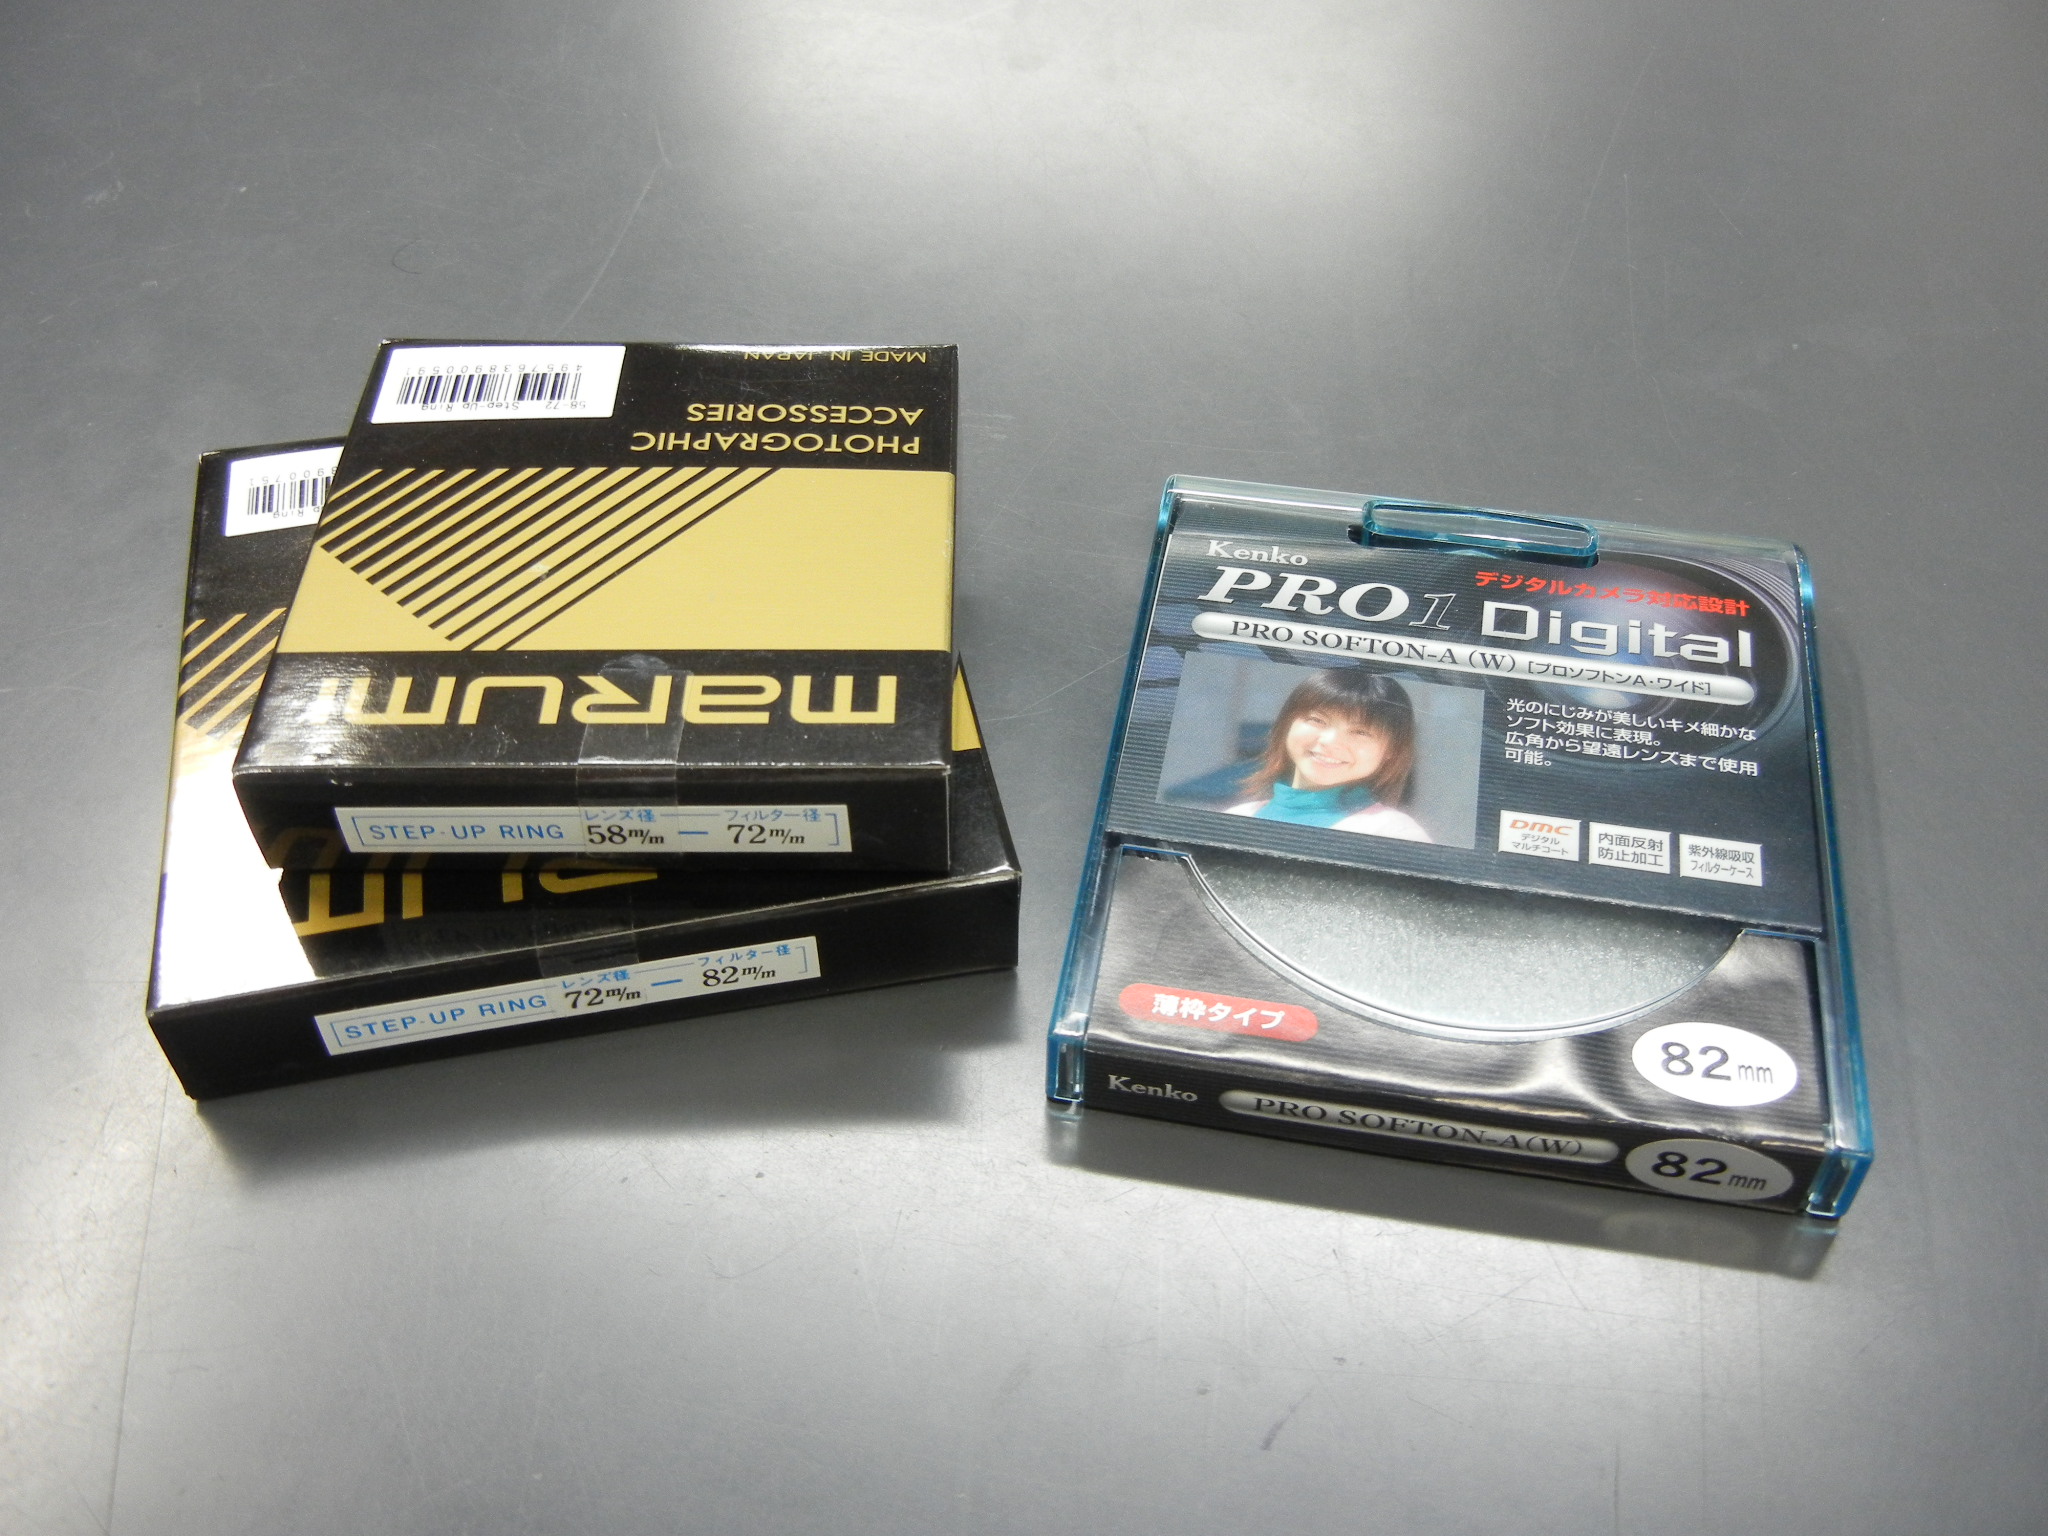 58-72 Step-Up Ring
4957638900591
MADE IN JAPAN
PHOTOGRAPHIC
ACCESSORIES
marumi
STEP-UP RING レンズ径 58m/m — フィルター径 72m/m
Ring
STEP-UP RING レンズ径 72m/m — フィルター径 82m/m
Kenko
デジタルカメラ対応設計
PRO1 Digital
PRO SOFTON-A (W) [プロソフトンA・ワイド]
光のにじみが美しいキメ細かな
ソフト効果に表現。
広角から望遠レンズまで使用
可能。
DMC
デジタル
マルチコート
内面反射
防止加工
紫外線吸収
フィルターケース
薄枠タイプ
82mm
Kenko PRO SOFTON-A(W) 82mm